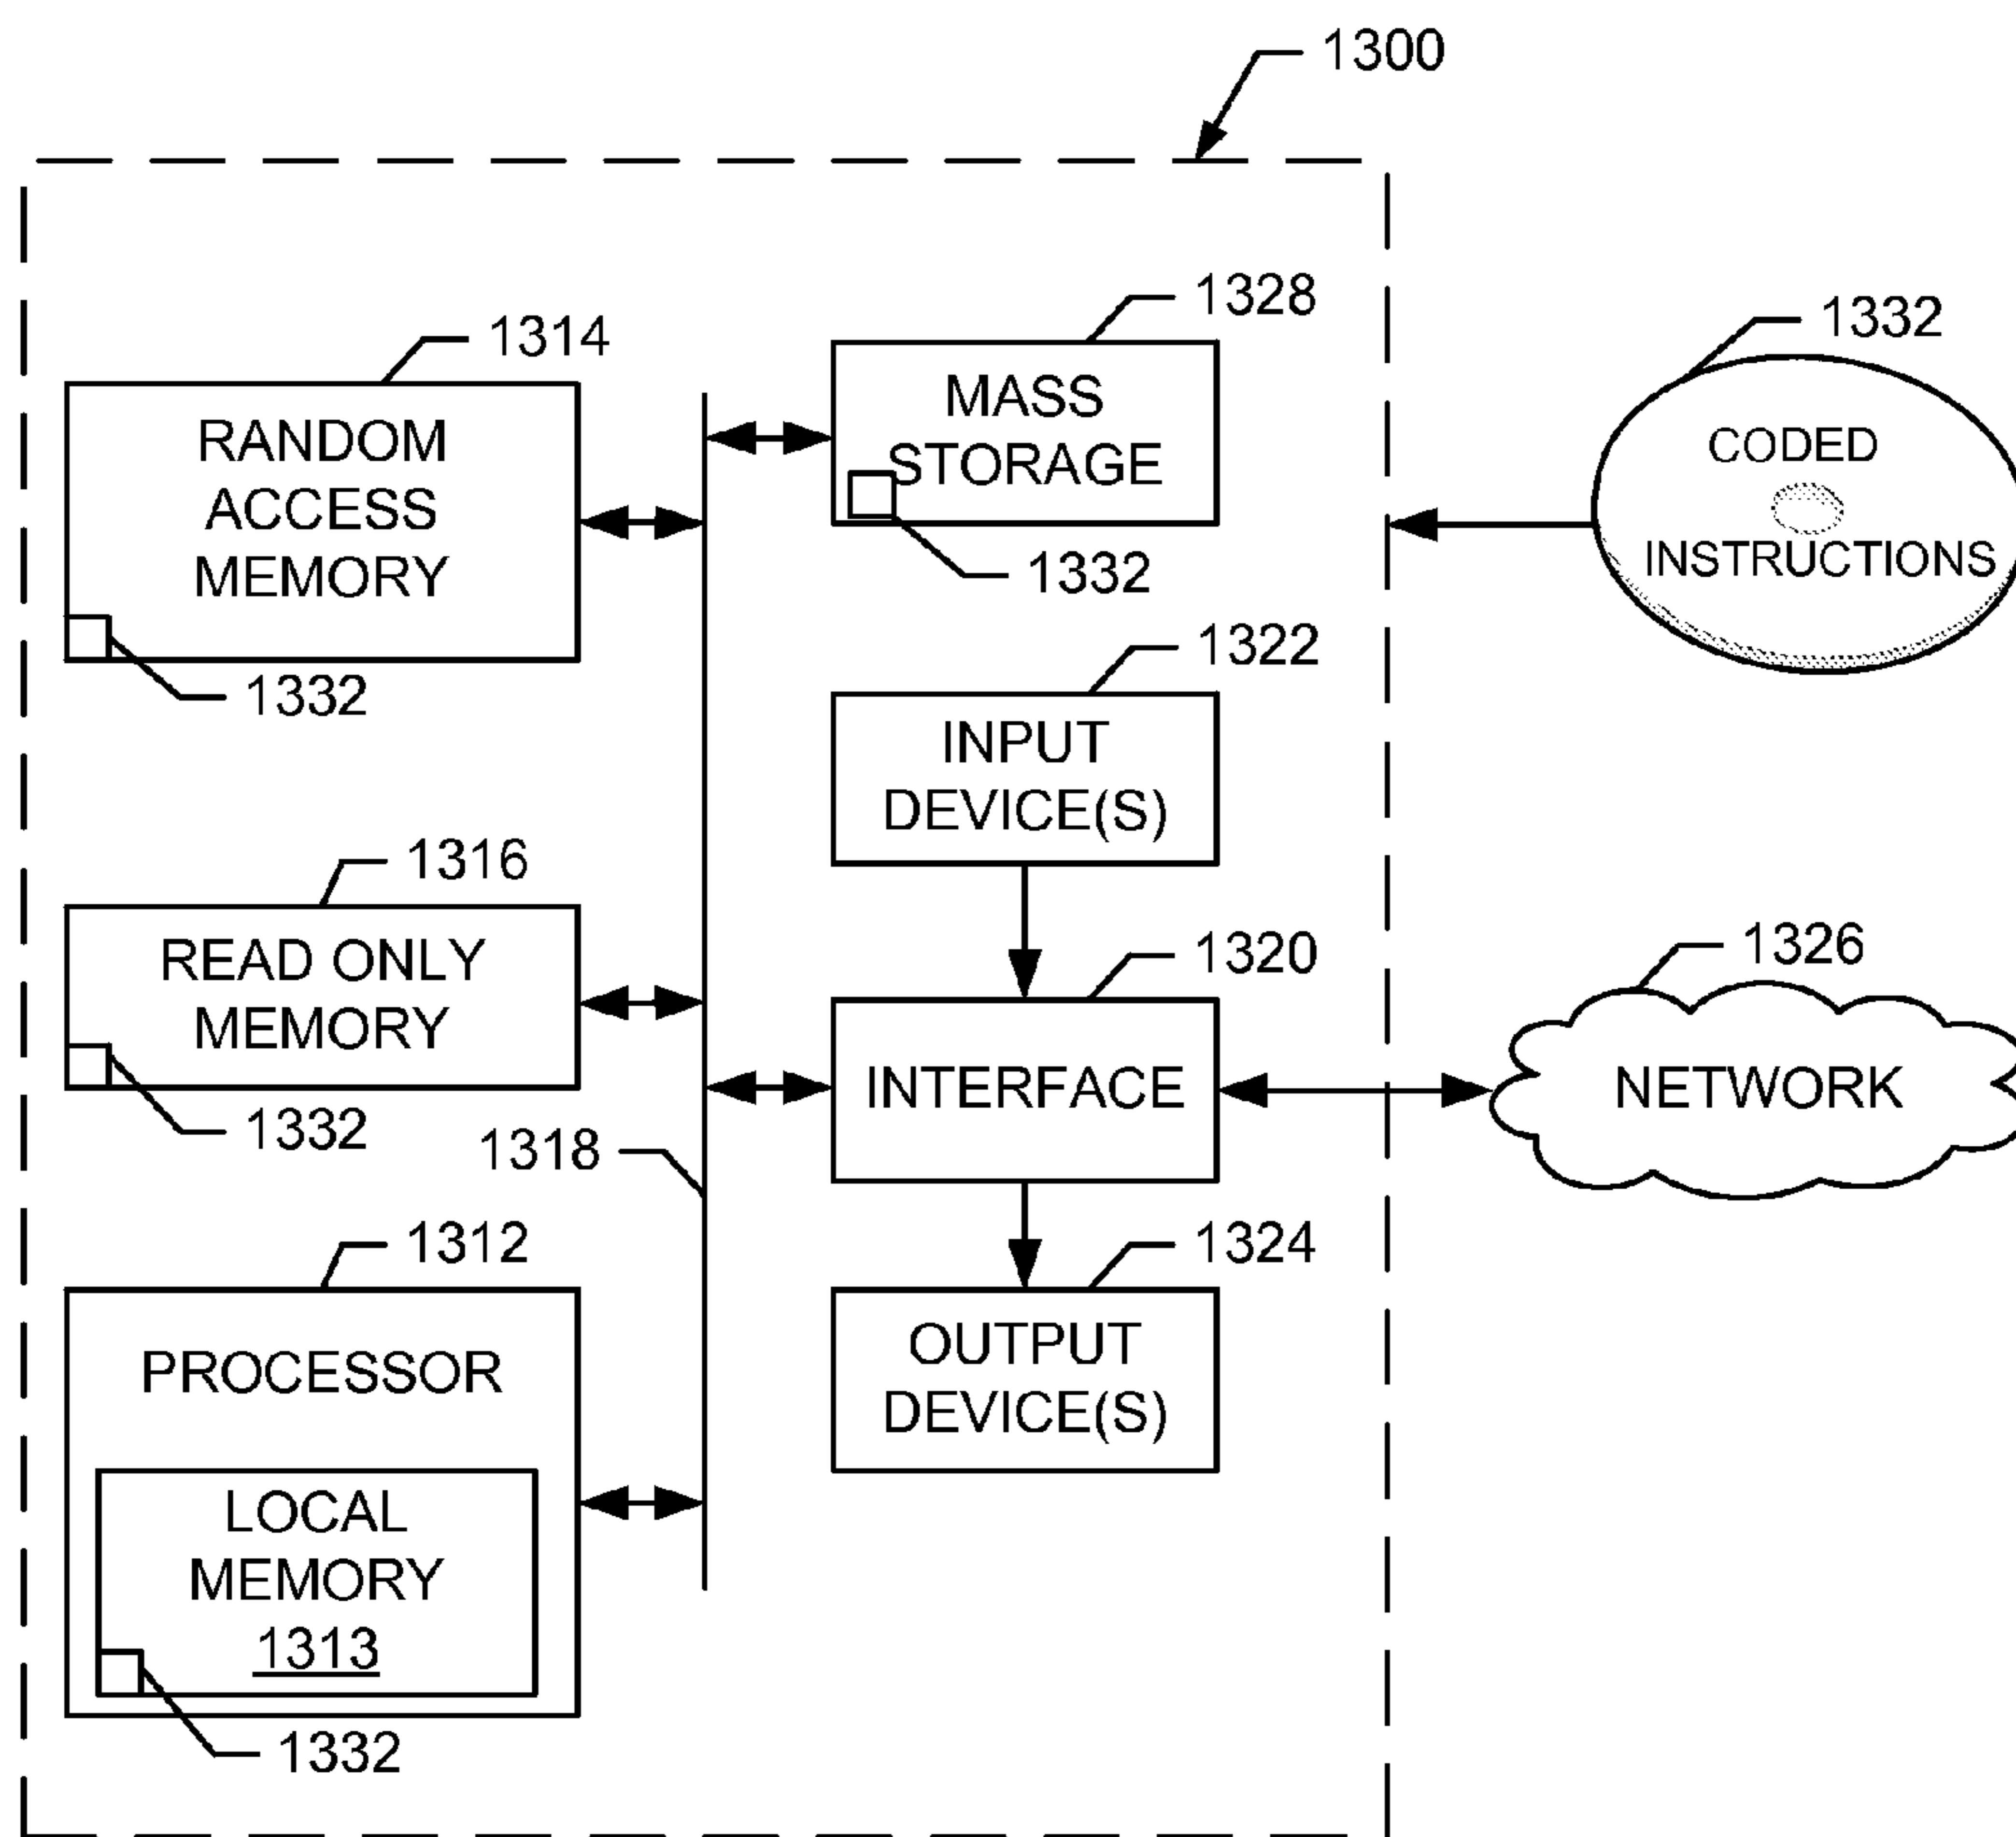 1300
1328
1332
1314
MASS
STORAGE
RANDOM
ACCESS
MEMORY
CODED
INSTRUCTIONS
1332
1332
1322
INPUT
DEVICE(S)
1316
READ ONLY
MEMORY
1320
1326
INTERFACE
NETWORK
1332
1318
1312
1324
PROCESSOR
OUTPUT
DEVICE(S)
LOCAL
MEMORY
1313
1332